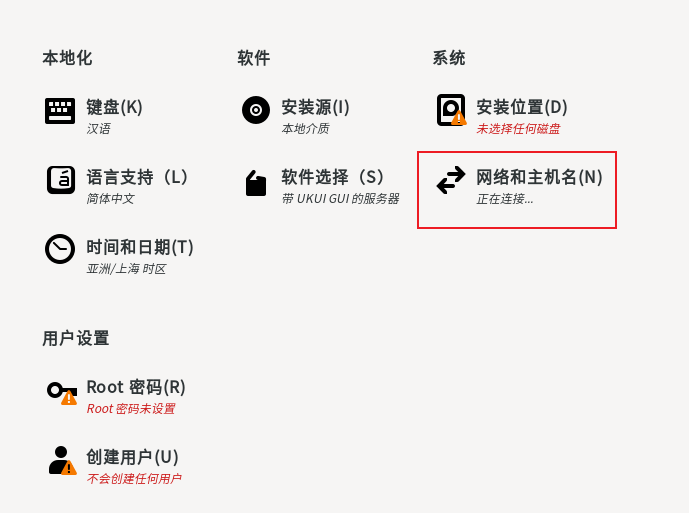 本地化
键盘(K)
汉语
语言支持（L）
简体中文
时间和日期(T)
亚洲/上海 时区
软件
安装源(I)
本地介质
软件选择（S）
带 UKUI GUI 的服务器
系统
安装位置(D)
未选择任何磁盘
网络和主机名(N)
正在连接...
用户设置
Root 密码(R)
Root 密码未设置
创建用户(U)
不会创建任何用户